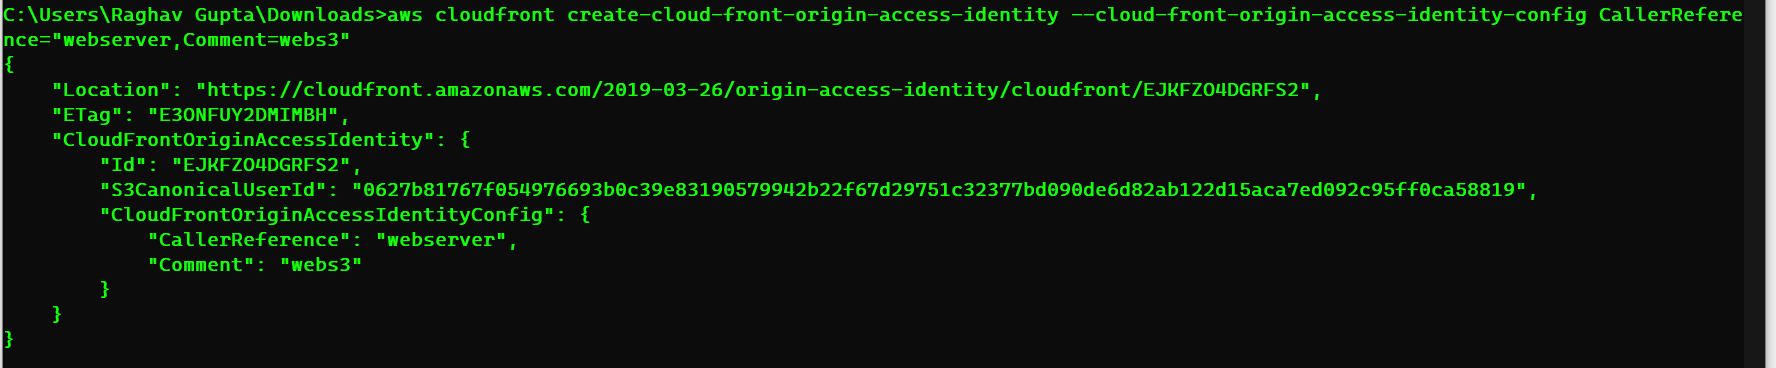 C:\Users\Raghav Gupta\Downloads>aws cloudfront create-cloud-front-origin-access-identity --cloud-front-origin-access-identity-config CallerRefere
nce="webserver,Comment=webs3"
{
    "Location": "https://cloudfront.amazonaws.com/2019-03-26/origin-access-identity/cloudfront/EJKFZO4DGRFS2",
    "ETag": "E3ONFUY2DMIMBH",
    "CloudFrontOriginAccessIdentity": {
        "Id": "EJKFZO4DGRFS2",
        "S3CanonicalUserId": "0627b81767f054976693b0c39e83190579942b22f67d29751c32377bd090de6d82ab122d15aca7ed092c95ff0ca58819",
        "CloudFrontOriginAccessIdentityConfig": {
            "CallerReference": "webserver",
            "Comment": "webs3"
        }
    }
}